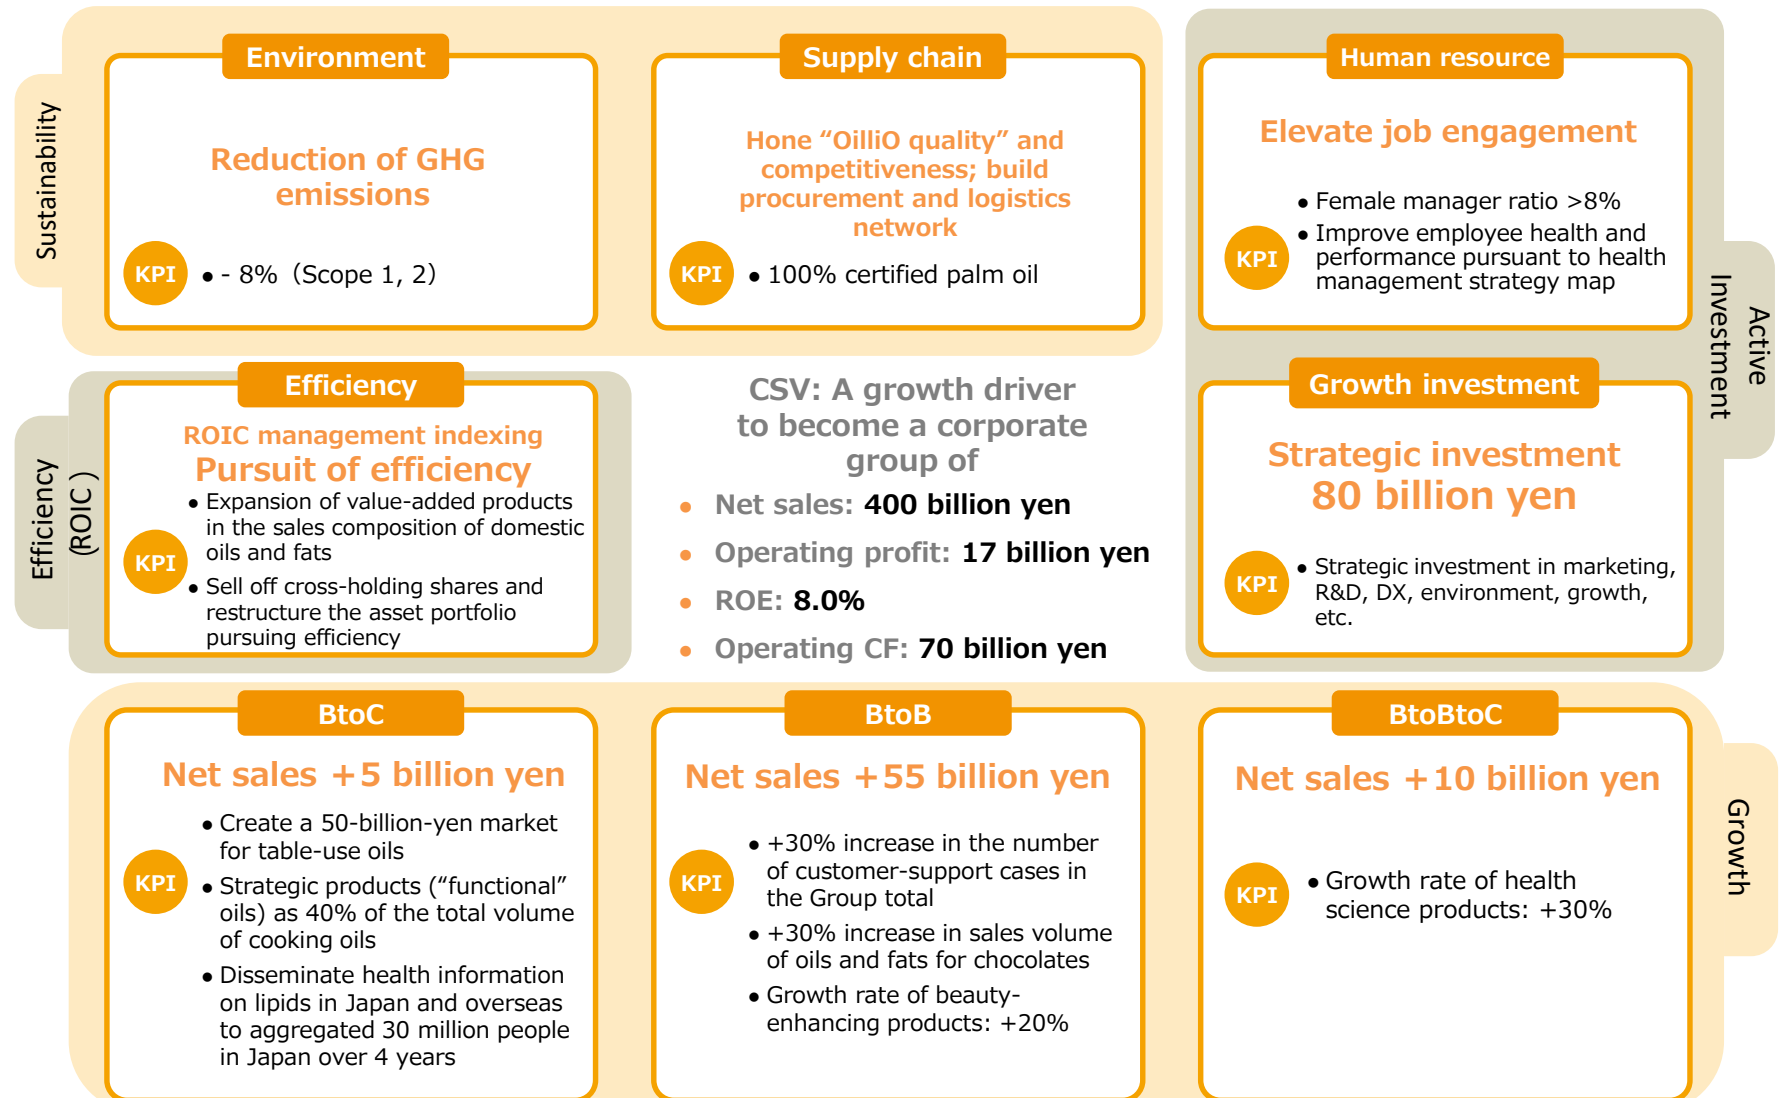 Sustainability
Environment
Reduction of GHG
emissions
KPI
● - 8%（Scope 1, 2）
Supply chain
Hone “OilliO quality” and
competitiveness; build
procurement and logistics
network
KPI
● 100% certified palm oil
Human resource
Elevate job engagement
KPI
● Female manager ratio >8%
● Improve employee health and
performance pursuant to health
management strategy map
Active
Investment
Efficiency
(ROIC )
Efficiency
ROIC management indexing
Pursuit of efficiency
KPI
● Expansion of value-added products
in the sales composition of domestic
oils and fats
● Sell off cross-holding shares and
restructure the asset portfolio
pursuing efficiency
CSV: A growth driver
to become a corporate
group of
● Net sales: 400 billion yen
● Operating profit: 17 billion yen
● ROE: 8.0%
● Operating CF: 70 billion yen
Growth investment
Strategic investment
80 billion yen
KPI
● Strategic investment in marketing,
R&D, DX, environment, growth,
etc.
BtoC
Net sales +5 billion yen
KPI
● Create a 50-billion-yen market
for table-use oils
● Strategic products (“functional”
oils) as 40% of the total volume
of cooking oils
● Disseminate health information
on lipids in Japan and overseas
to aggregated 30 million people
in Japan over 4 years
BtoB
Net sales +55 billion yen
KPI
● +30% increase in the number
of customer-support cases in
the Group total
● +30% increase in sales volume
of oils and fats for chocolates
● Growth rate of beauty-
enhancing products: +20%
BtoBtoC
Net sales +10 billion yen
KPI
● Growth rate of health
science products: +30%
Growth